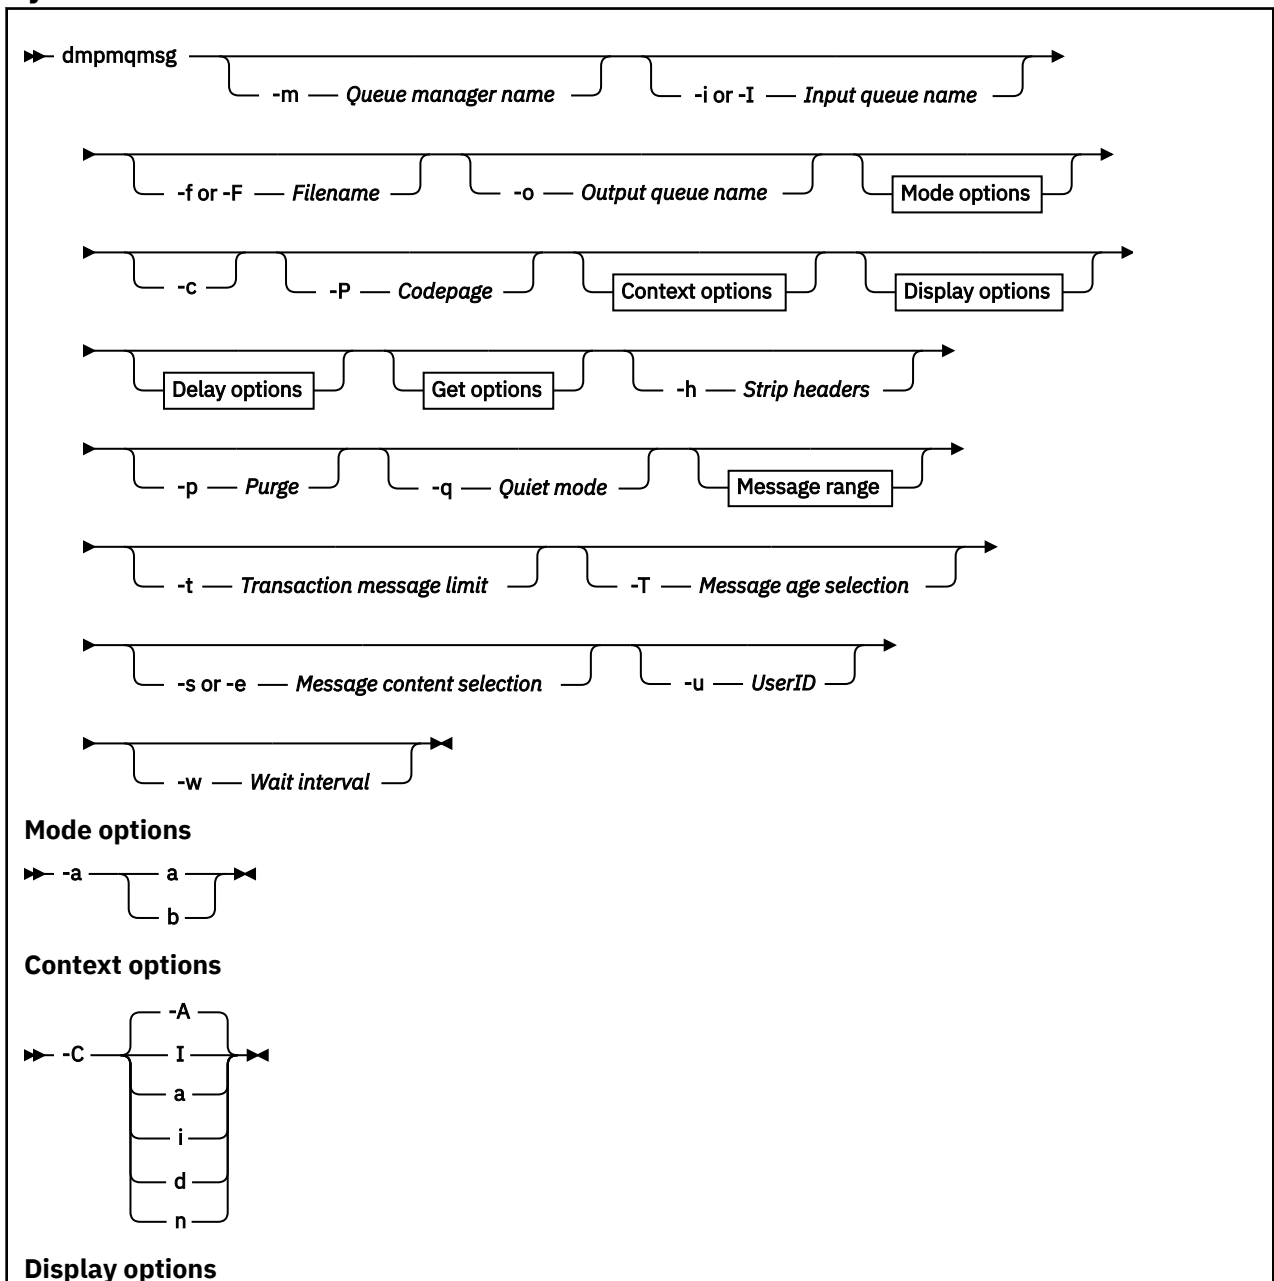 dmpmqmsg
-m Queue manager name -i or -I Input queue name
-f or -F Filename -o Output queue name Mode options
-c -P Codepage Context options Display options
Delay options Get options -h Strip headers
-p Purge -q Quiet mode Message range
-t Transaction message limit -T Message age selection
-s or -e Message content selection -u UserID
-w Wait interval
Mode options
-a a
b
Context options
-A
-C I
a
i
d
n
Display options